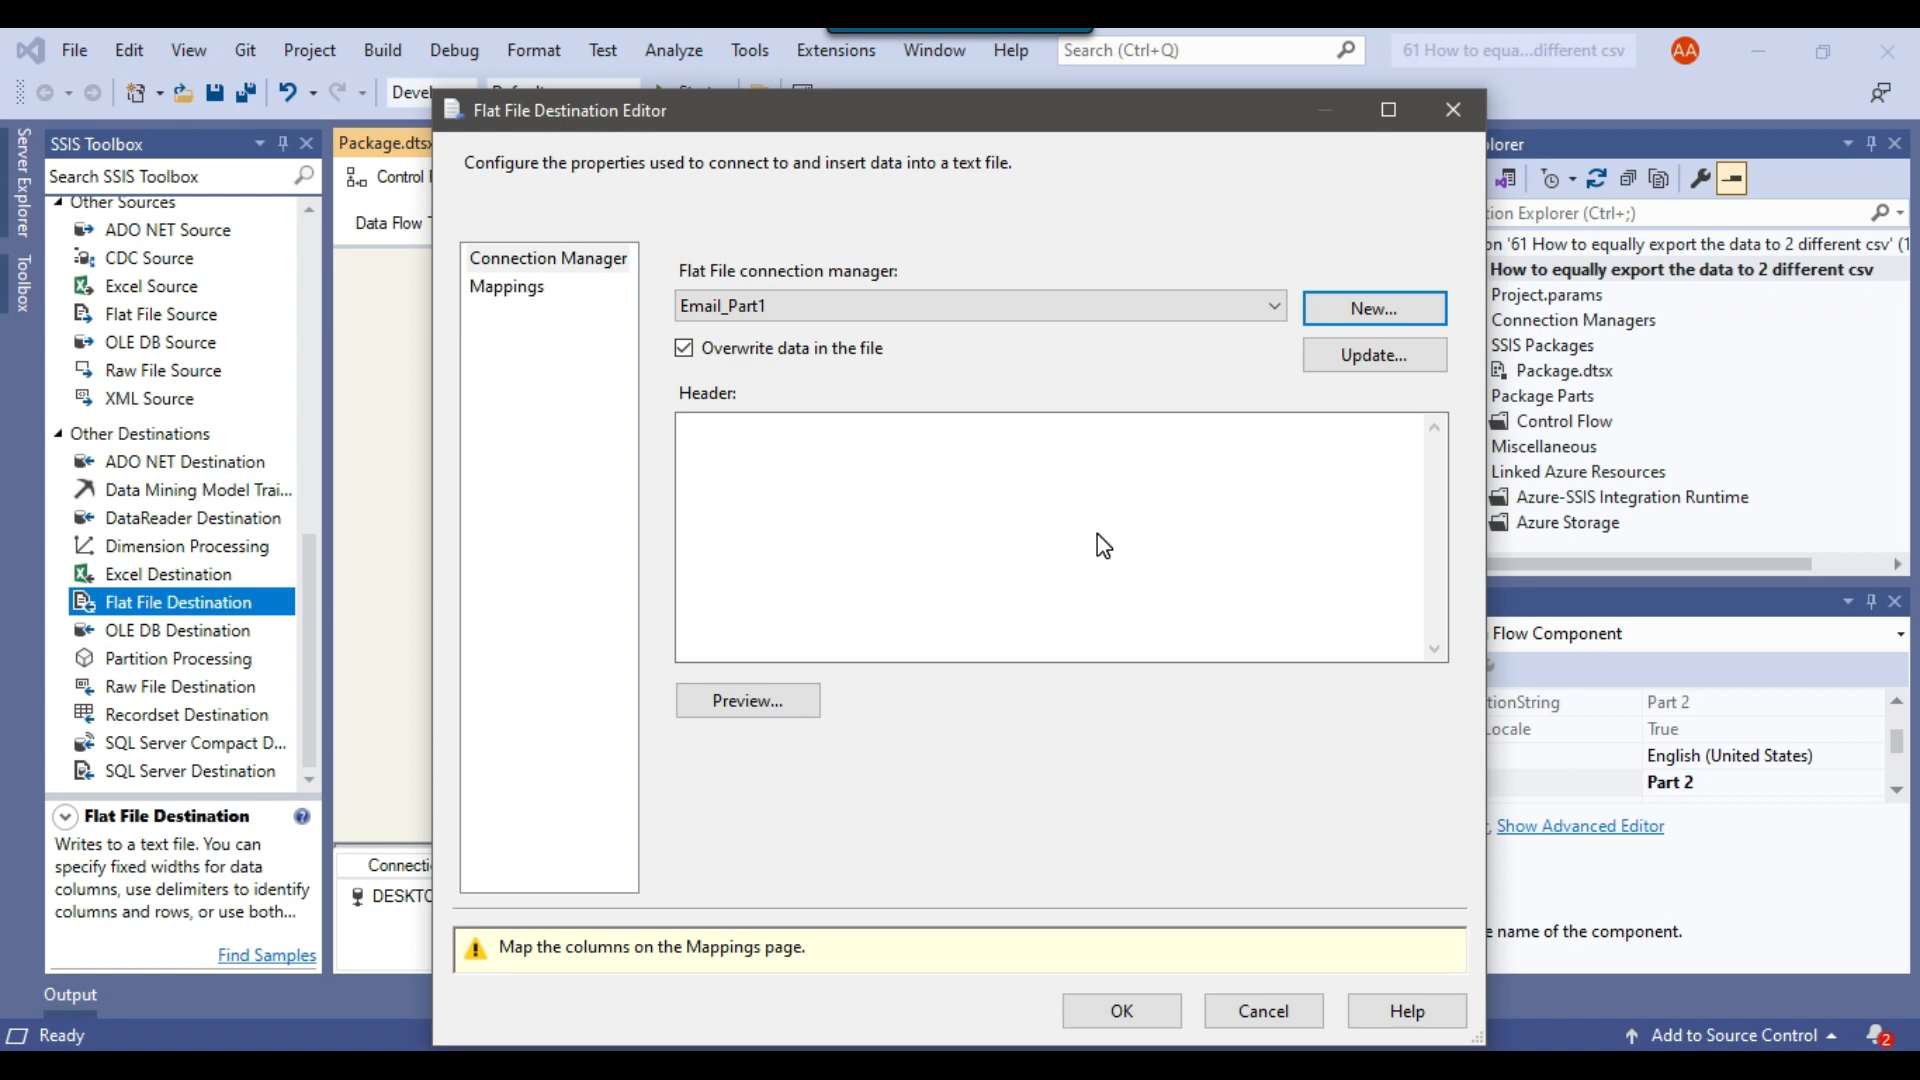 File Edit View Git Project Build Debug Format Test Analyze Tools Extensions Window Help Search (Ctrl+Q) 61 How to equa...different csv AA
Flat File Destination Editor
Configure the properties used to connect to and insert data into a text file.
Connection Manager
Mappings
Flat File connection manager:
Email_Part1
New...
Overwrite data in the file
Update...
Header:
Preview...
Map the columns on the Mappings page.
OK Cancel Help
Server Explorer
Toolbox
SSIS Toolbox
Search SSIS Toolbox
Other Sources
ADO NET Source
CDC Source
Excel Source
Flat File Source
OLE DB Source
Raw File Source
XML Source
Other Destinations
ADO NET Destination
Data Mining Model Trai...
DataReader Destination
Dimension Processing
Excel Destination
Flat File Destination
OLE DB Destination
Partition Processing
Raw File Destination
Recordset Destination
SQL Server Compact D...
SQL Server Destination
Flat File Destination
Writes to a text file. You can
specify fixed widths for data
columns, use delimiters to identify
columns and rows, or use both...
Find Samples
Package.dts
Control
Data Flow
Connecti
DESKTO
lorer
ion Explorer (Ctrl+;)
on '61 How to equally export the data to 2 different csv' (1
How to equally export the data to 2 different csv
Project.params
Connection Managers
SSIS Packages
Package.dtsx
Package Parts
Control Flow
Miscellaneous
Linked Azure Resources
Azure-SSIS Integration Runtime
Azure Storage
Flow Component
tionString Part 2
Locale True
English (United States)
Part 2
Show Advanced Editor
e name of the component.
Output
Ready
Add to Source Control 2